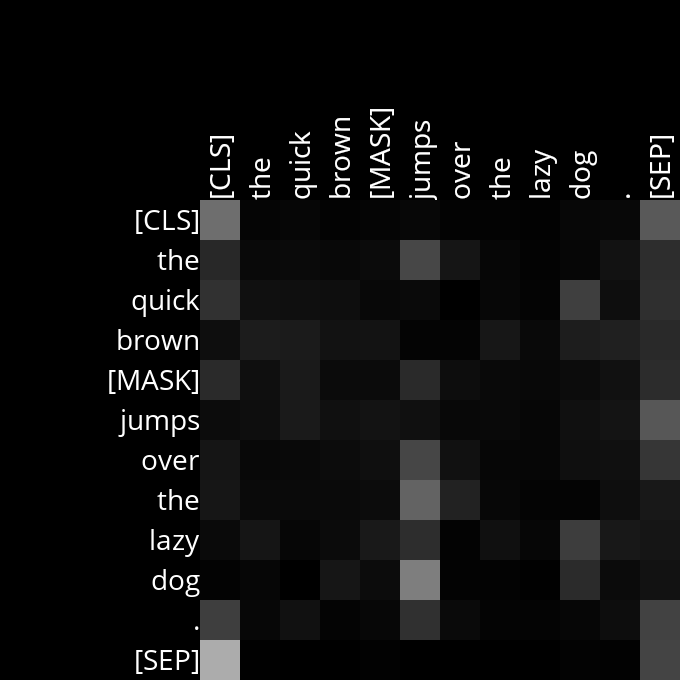 [CLS] the quick brown [MASK] jumps over the lazy dog . [SEP]
[CLS]
the
quick
brown
[MASK]
jumps
over
the
lazy
dog
.
[SEP]